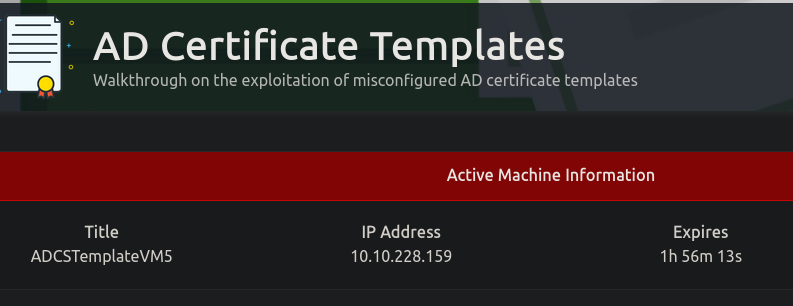 AD Certificate Templates
Walkthrough on the exploitation of misconfigured AD certificate templates
Active Machine Information
Title IP Address Expires
ADCSTemplateVM5 10.10.228.159 1h 56m 13s